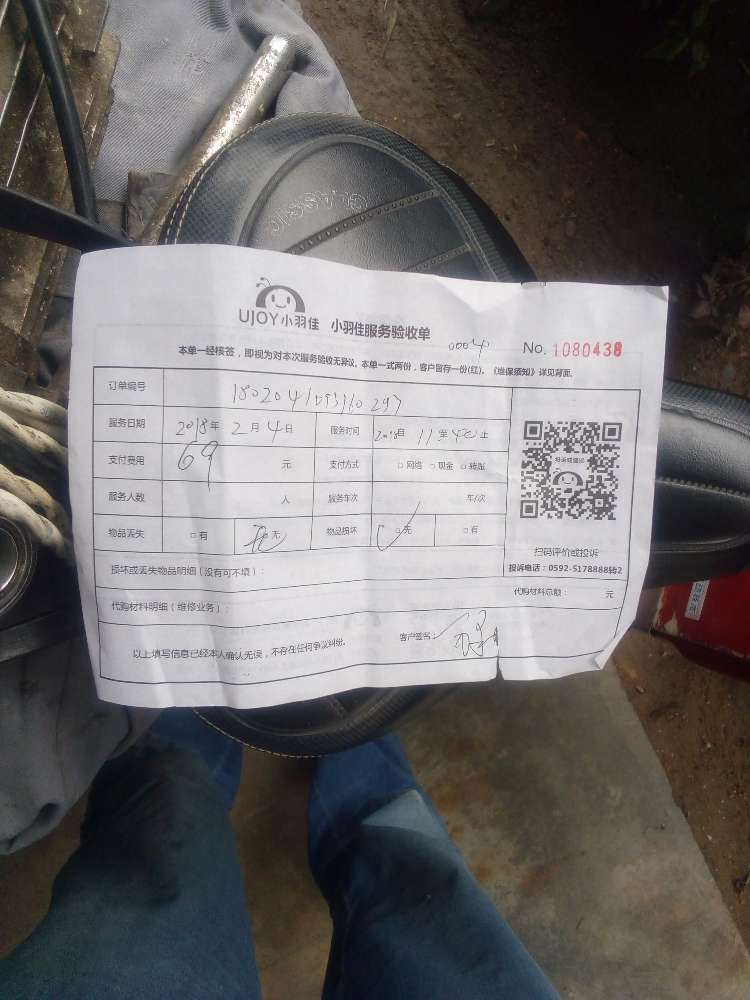 UJOY小羽佳 小羽佳服务验收单
No. 1080438
本单一经核签，即视为对本次服务验收无异议。本单一式两份，客户留存一份(红)。《维保须知》详见背面。
订单编号
服务日期 2018年 2月 4日 服务时间
支付费用 69 元 支付方式 □网络 □现金 □转账
服务人数 人 服务车次 车/次
物品丢失 □有 □无 物品损坏 □无 □有
扫码评价或投诉
投诉电话：0592-5178888转2
损坏或丢失物品明细（没有可不填）：
代购材料明细（维修业务）： 代购材料总额： 元
以上填写信息已经本人确认无误，不存在任何争议纠纷。 客户签名：